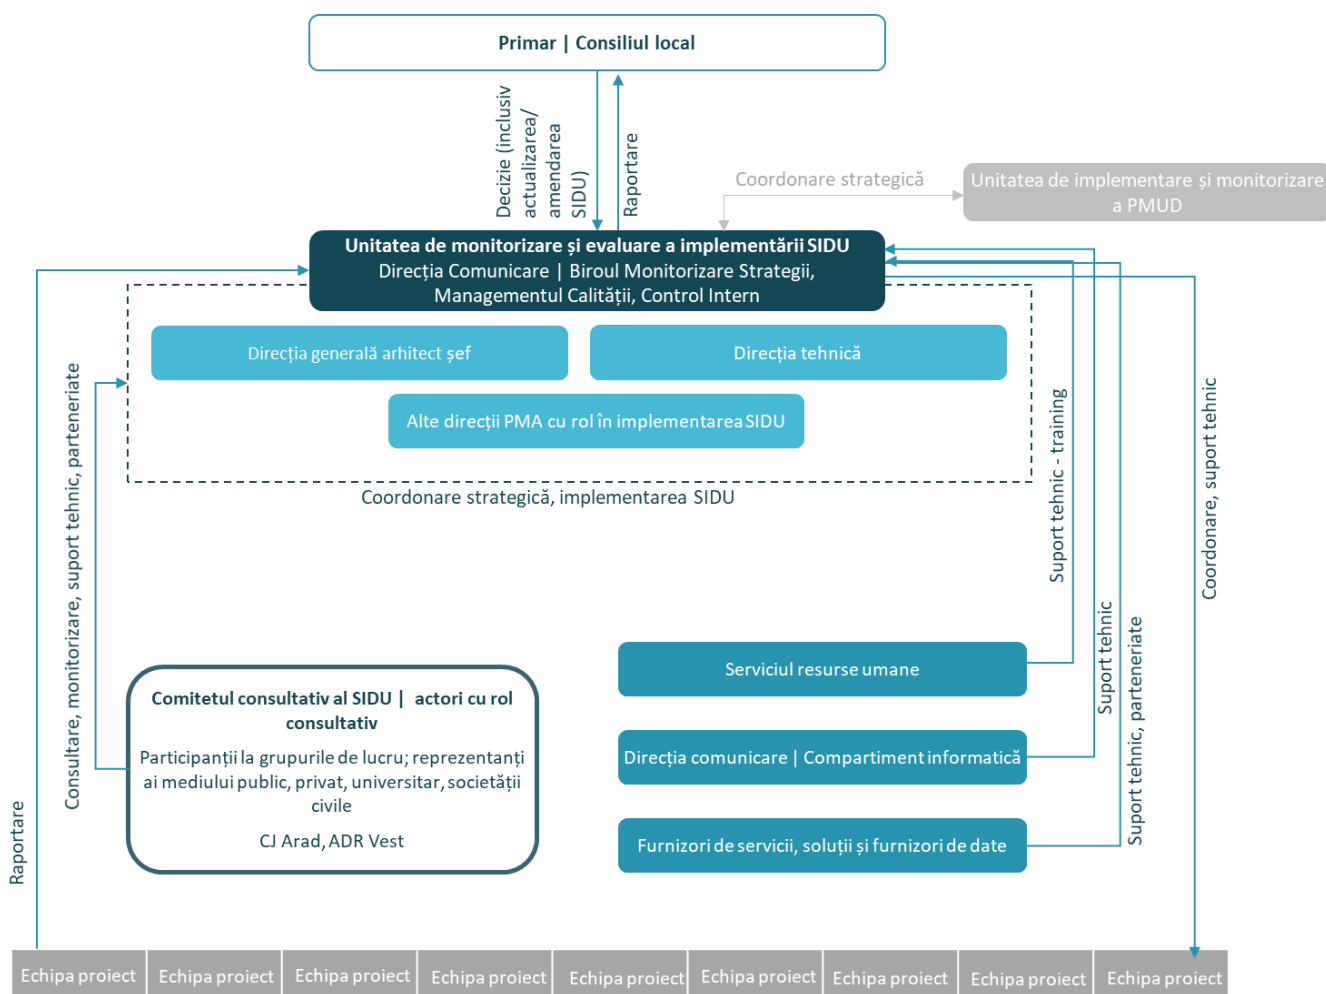 Primar | Consiliul local
Decizie (inclusiv
actualizarea/
amendarea
SIDU)
Raportare
Coordonare strategică
Unitatea de implementare și monitorizare
a PMUD
Unitatea de monitorizare și evaluare a implementării SIDU
Direcția Comunicare | Biroul Monitorizare Strategii,
Managementul Calității, Control Intern
Direcția generală arhitect șef
Direcția tehnică
Alte direcții PMA cu rol în implementarea SIDU
Coordonare strategică, implementarea SIDU
Consultare, monitorizare, suport tehnic, parteneriate
Raportare
Suport tehnic - training
Suport tehnic
Suport tehnic, parteneriate
Coordonare, suport tehnic
Comitetul consultativ al SIDU | actori cu rol
consultativ
Participanții la grupurile de lucru; reprezentanți
ai mediului public, privat, universitar, societății
civile
CJ Arad, ADR Vest
Serviciul resurse umane
Direcția comunicare | Compartiment informatică
Furnizori de servicii, soluții și furnizori de date
Echipa proiect
Echipa proiect
Echipa proiect
Echipa proiect
Echipa proiect
Echipa proiect
Echipa proiect
Echipa proiect
Echipa proiect